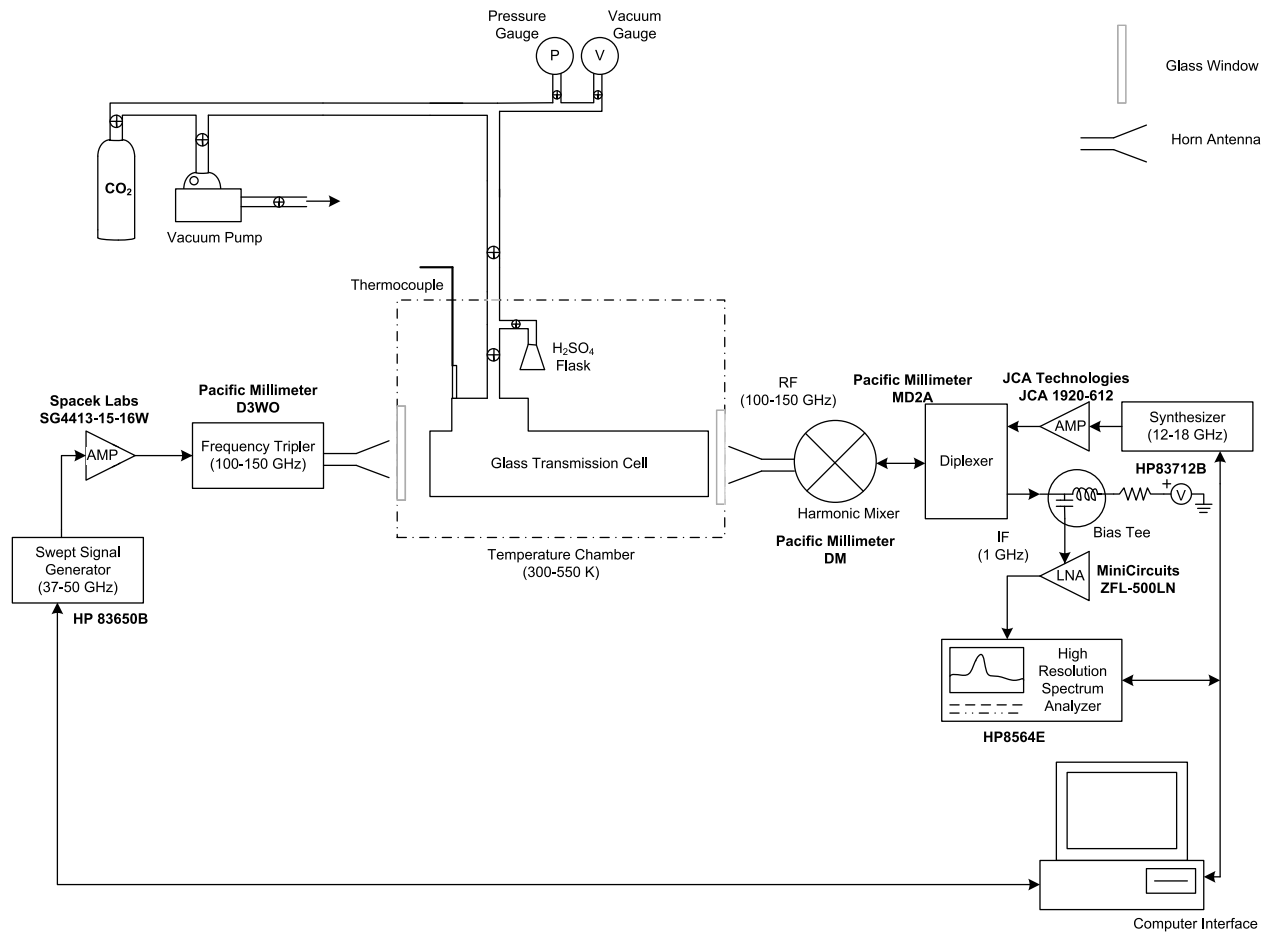 Pressure
Gauge
Vacuum
Gauge
P
V
Glass Window
Horn Antenna
CO2
Vacuum Pump
Thermocouple
H2SO4
Flask
Spacek Labs
SG4413-15-16W
AMP
Pacific Millimeter
D3WO
Frequency Tripler
(100-150 GHz)
Glass Transmission Cell
Temperature Chamber
(300-550 K)
RF
(100-150 GHz)
Harmonic Mixer
Pacific Millimeter
DM
Pacific Millimeter
MD2A
Diplexer
JCA Technologies
JCA 1920-612
AMP
Synthesizer
(12-18 GHz)
HP83712B
+
V
Bias Tee
IF
(1 GHz)
LNA
MiniCircuits
ZFL-500LN
Swept Signal
Generator
(37-50 GHz)
HP 83650B
High
Resolution
Spectrum
Analyzer
HP8564E
Computer Interface